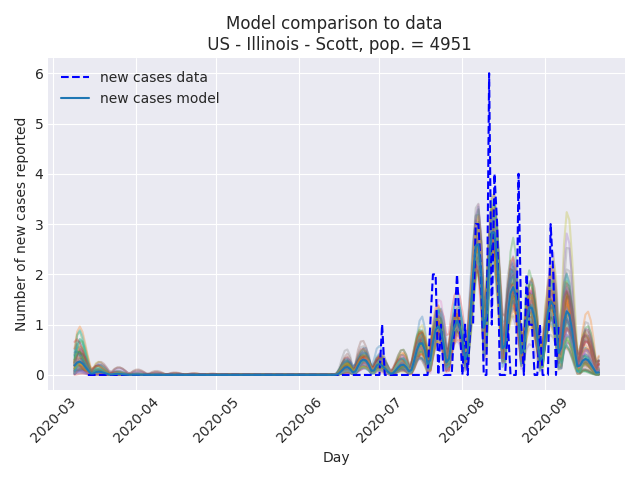 Model comparison to data
US - Illinois - Scott, pop. = 4951
new cases data
new cases model
Number of new cases reported
6
5
4
3
2
1
0
2020-03
2020-04
2020-05
2020-06
2020-07
2020-08
2020-09
Day